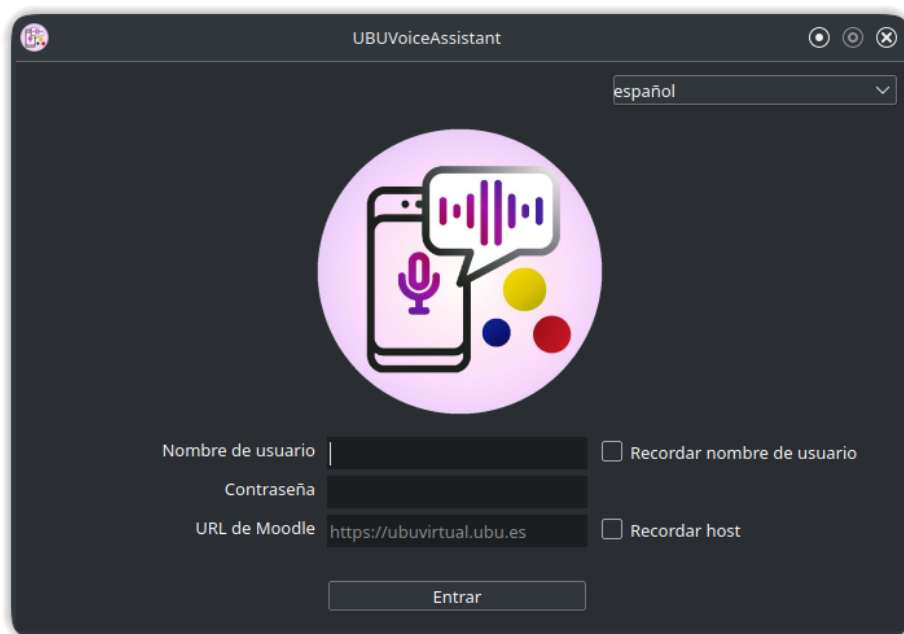 UBUVoiceAssistant
español
Nombre de usuario
Recordar nombre de usuario
Contraseña
URL de Moodle
https://ubuvirtual.ubu.es
Recordar host
Entrar